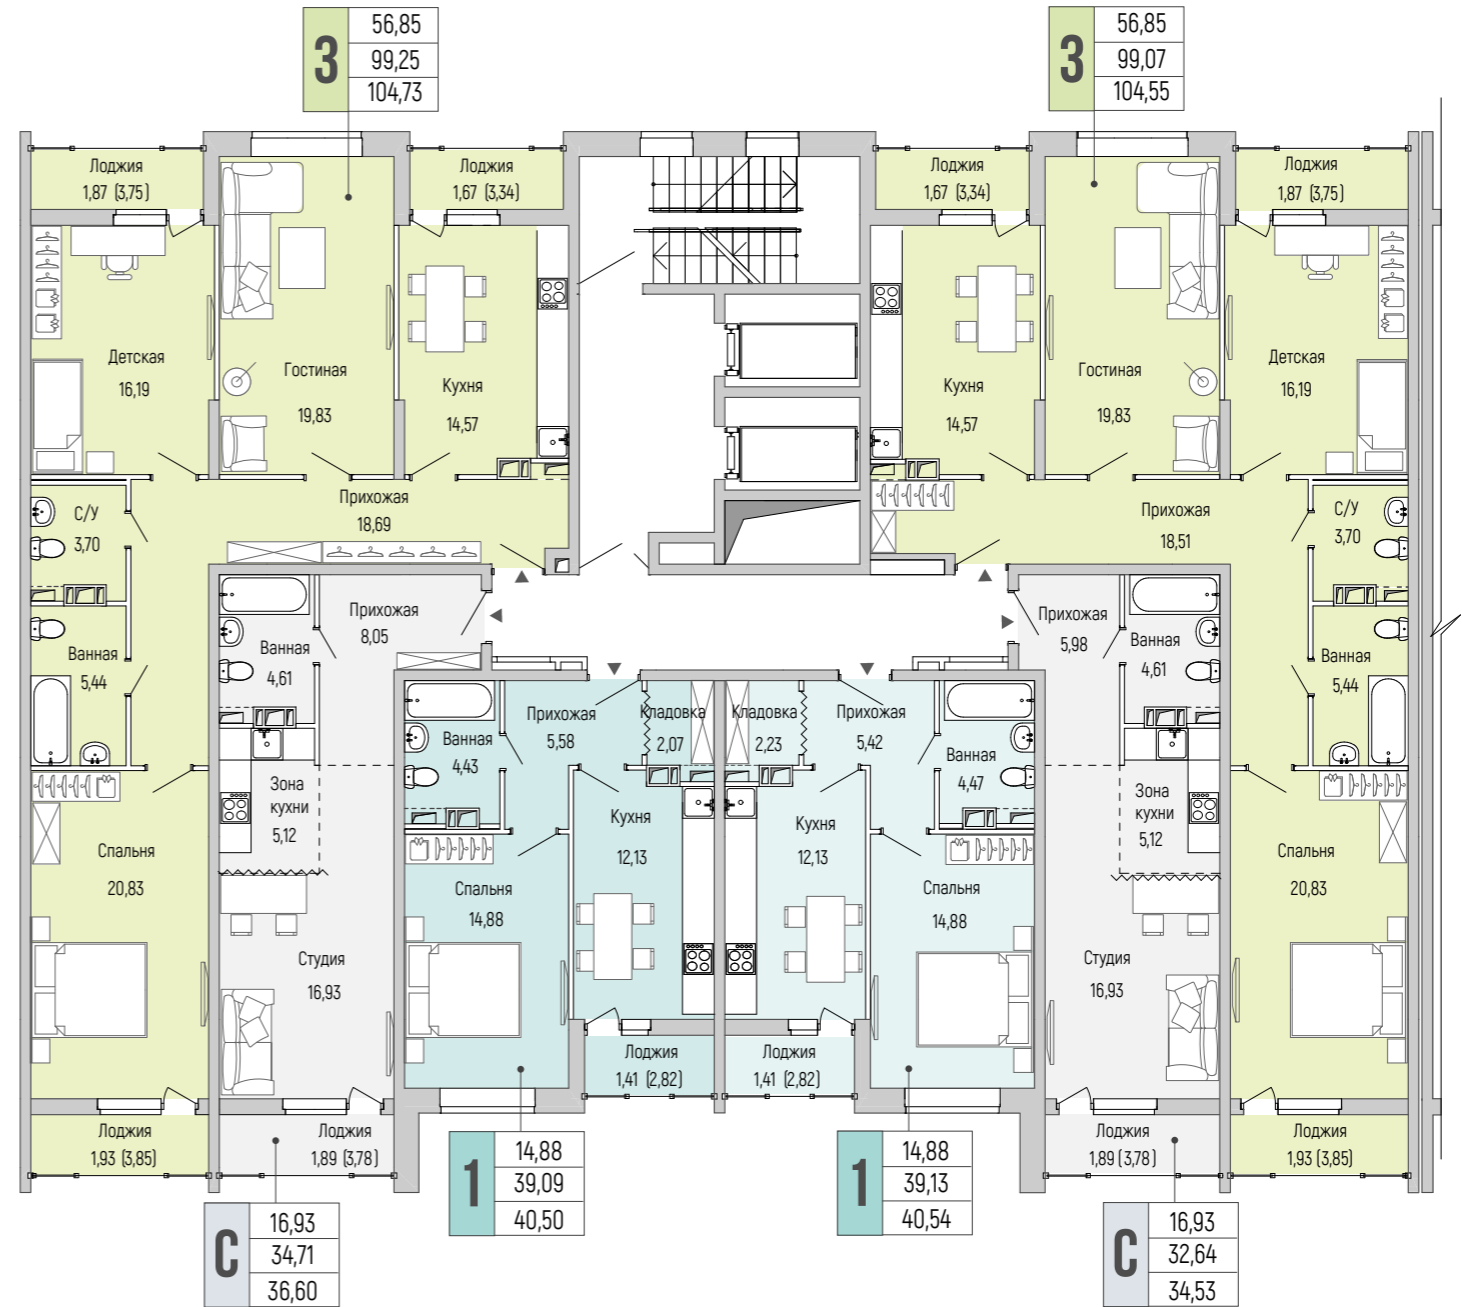 3
56,85
99,25
104,73
3
56,85
99,07
104,55
Лоджия
1,87 (3,75)
Лоджия
1,67 (3,34)
Лоджия
1,67 (3,34)
Лоджия
1,87 (3,75)
Детская
16,19
Гостиная
19,83
Кухня
14,57
Кухня
14,57
Гостиная
19,83
Детская
16,19
Прихожая
18,69
Прихожая
18,51
С/У
3,70
С/У
3,70
Прихожая
8,05
Прихожая
5,98
Ванная
5,44
Ванная
4,61
Ванная
4,61
Ванная
5,44
Ванная
4,43
Прихожая
5,58
Кладовка
2,07
Кладовка
2,23
Прихожая
5,42
Ванная
4,47
Зона
кухни
5,12
Зона
кухни
5,12
Кухня
12,13
Кухня
12,13
Спальня
20,83
Спальня
14,88
Спальня
14,88
Спальня
20,83
Студия
16,93
Студия
16,93
Лоджия
1,41 (2,82)
Лоджия
1,41 (2,82)
Лоджия
1,93 (3,85)
Лоджия
1,89 (3,78)
Лоджия
1,89 (3,78)
Лоджия
1,93 (3,85)
1
14,88
39,09
40,50
1
14,88
39,13
40,54
С
16,93
34,71
36,60
С
16,93
32,64
34,53